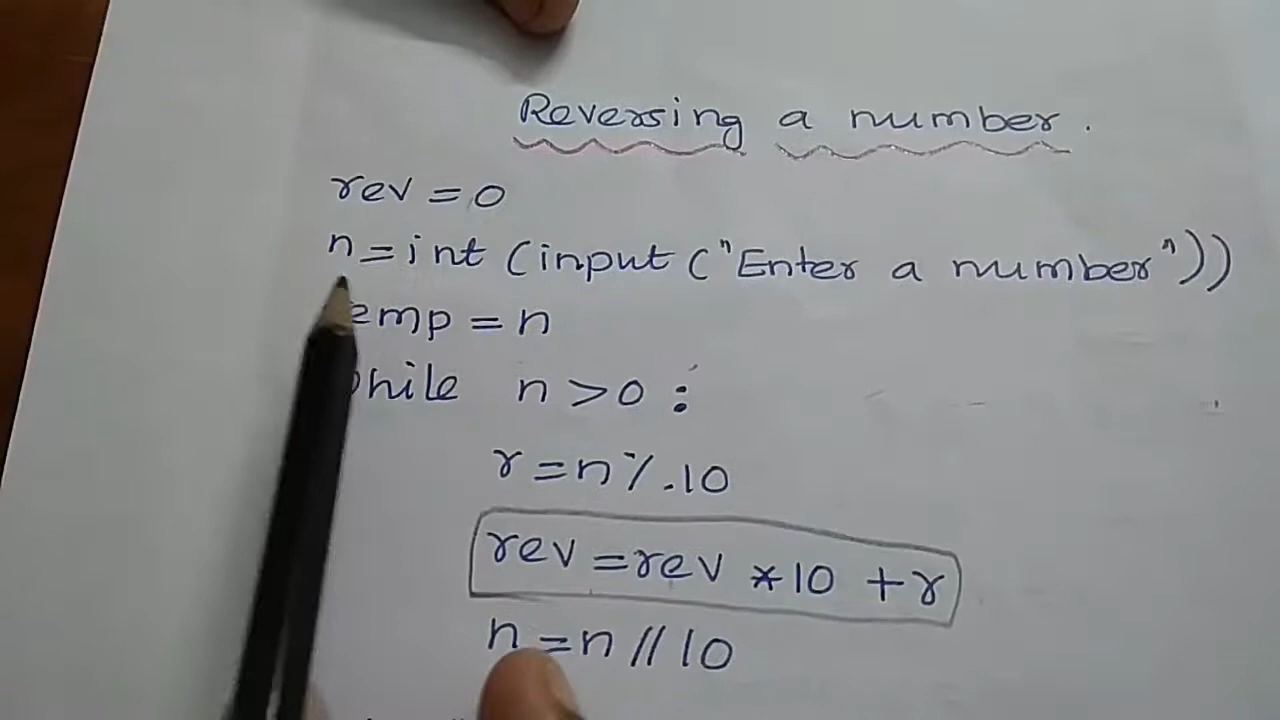 Reversing a number.
rev = 0
n = int (input ("Enter a number"))
emp = n
hile n > 0 :
r = n % 10
rev = rev * 10 + r
n = n // 10